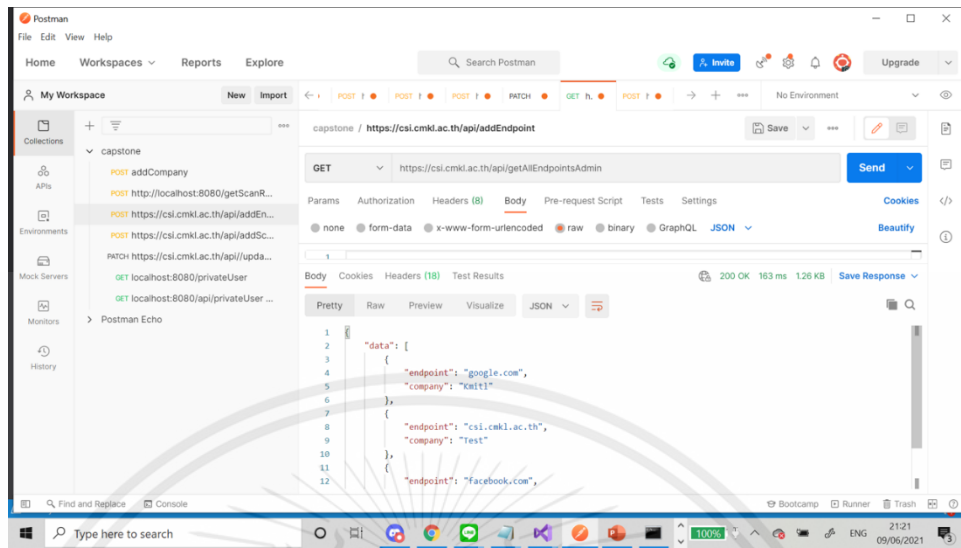 Postman
File Edit View Help
Home Workspaces Reports Explore Search Postman Invite Upgrade
My Workspace New Import POST POST POST PATCH GET h. POST No Environment
Collections
APIs
Environments
Mock Servers
Monitors
History
capstone
POST addCompany
POST http://localhost:8080/getScanR...
POST https://csi.cmkl.ac.th/api/addEn...
POST https://csi.cmkl.ac.th/api/addSc...
PATCH https://csi.cmkl.ac.th/api//upda...
GET localhost:8080/privateUser
GET localhost:8080/api/privateUser ...
Postman Echo
capstone / https://csi.cmkl.ac.th/api/addEndpoint Save
GET https://csi.cmkl.ac.th/api/getAllEndpointsAdmin Send
Params Authorization Headers (8) Body Pre-request Script Tests Settings Cookies
none form-data x-www-form-urlencoded raw binary GraphQL JSON Beautify
1
Body Cookies Headers (18) Test Results 200 OK 163 ms 1.26 KB Save Response
Pretty Raw Preview Visualize JSON
1 {
2 "data": [
3 {
4 "endpoint": "google.com",
5 "company": "Kmitl"
6 },
7 {
8 "endpoint": "csi.cmkl.ac.th",
9 "company": "Test"
10 },
11 {
12 "endpoint": "facebook.com",
Find and Replace Console Bootcamp Runner Trash
Type here to search 100% ENG 21:21
09/06/2021